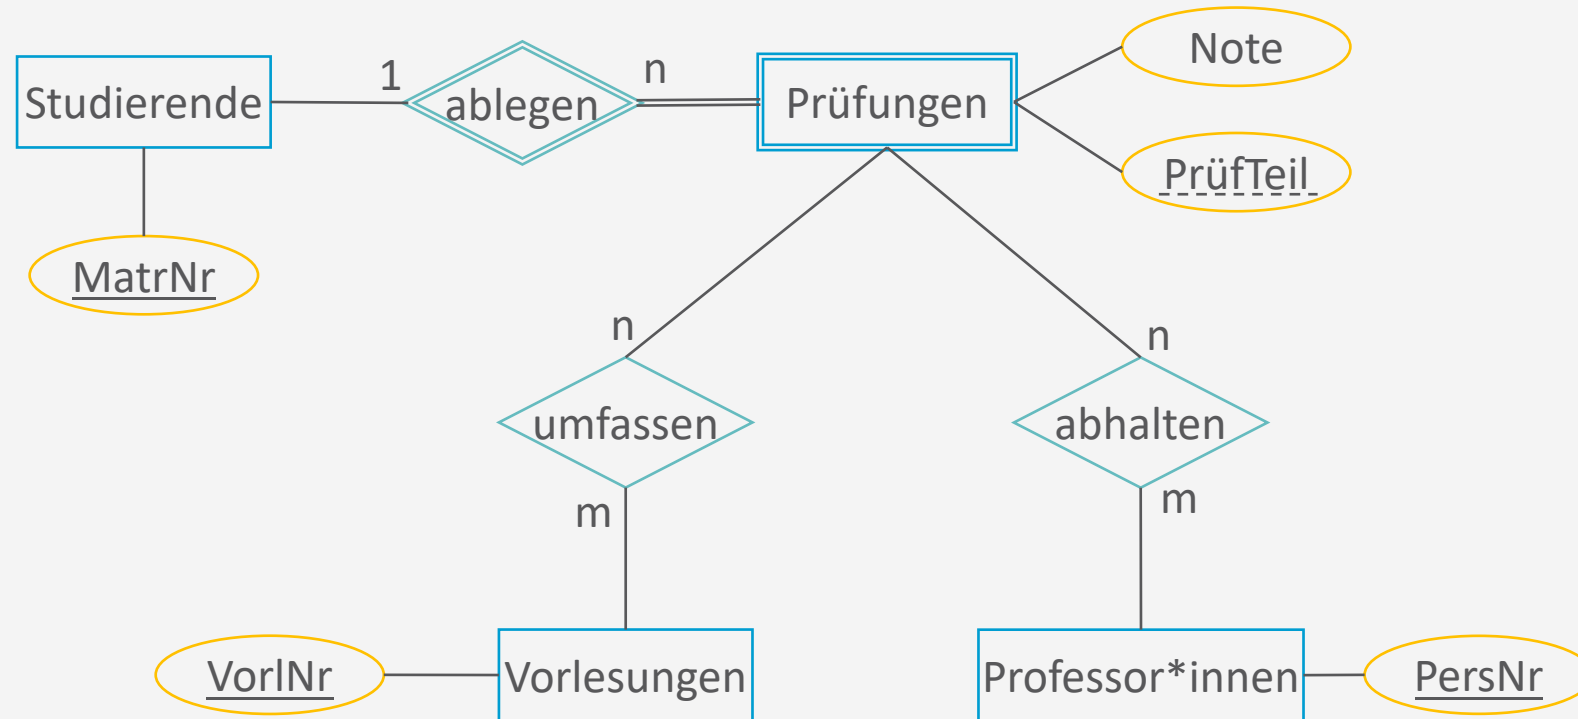 Note
1
n
Studierende
ablegen
Prüfungen
PrüfTeil
MatrNr
n
n
umfassen
abhalten
m
m
VorlNr
Vorlesungen
Professor*innen
PersNr